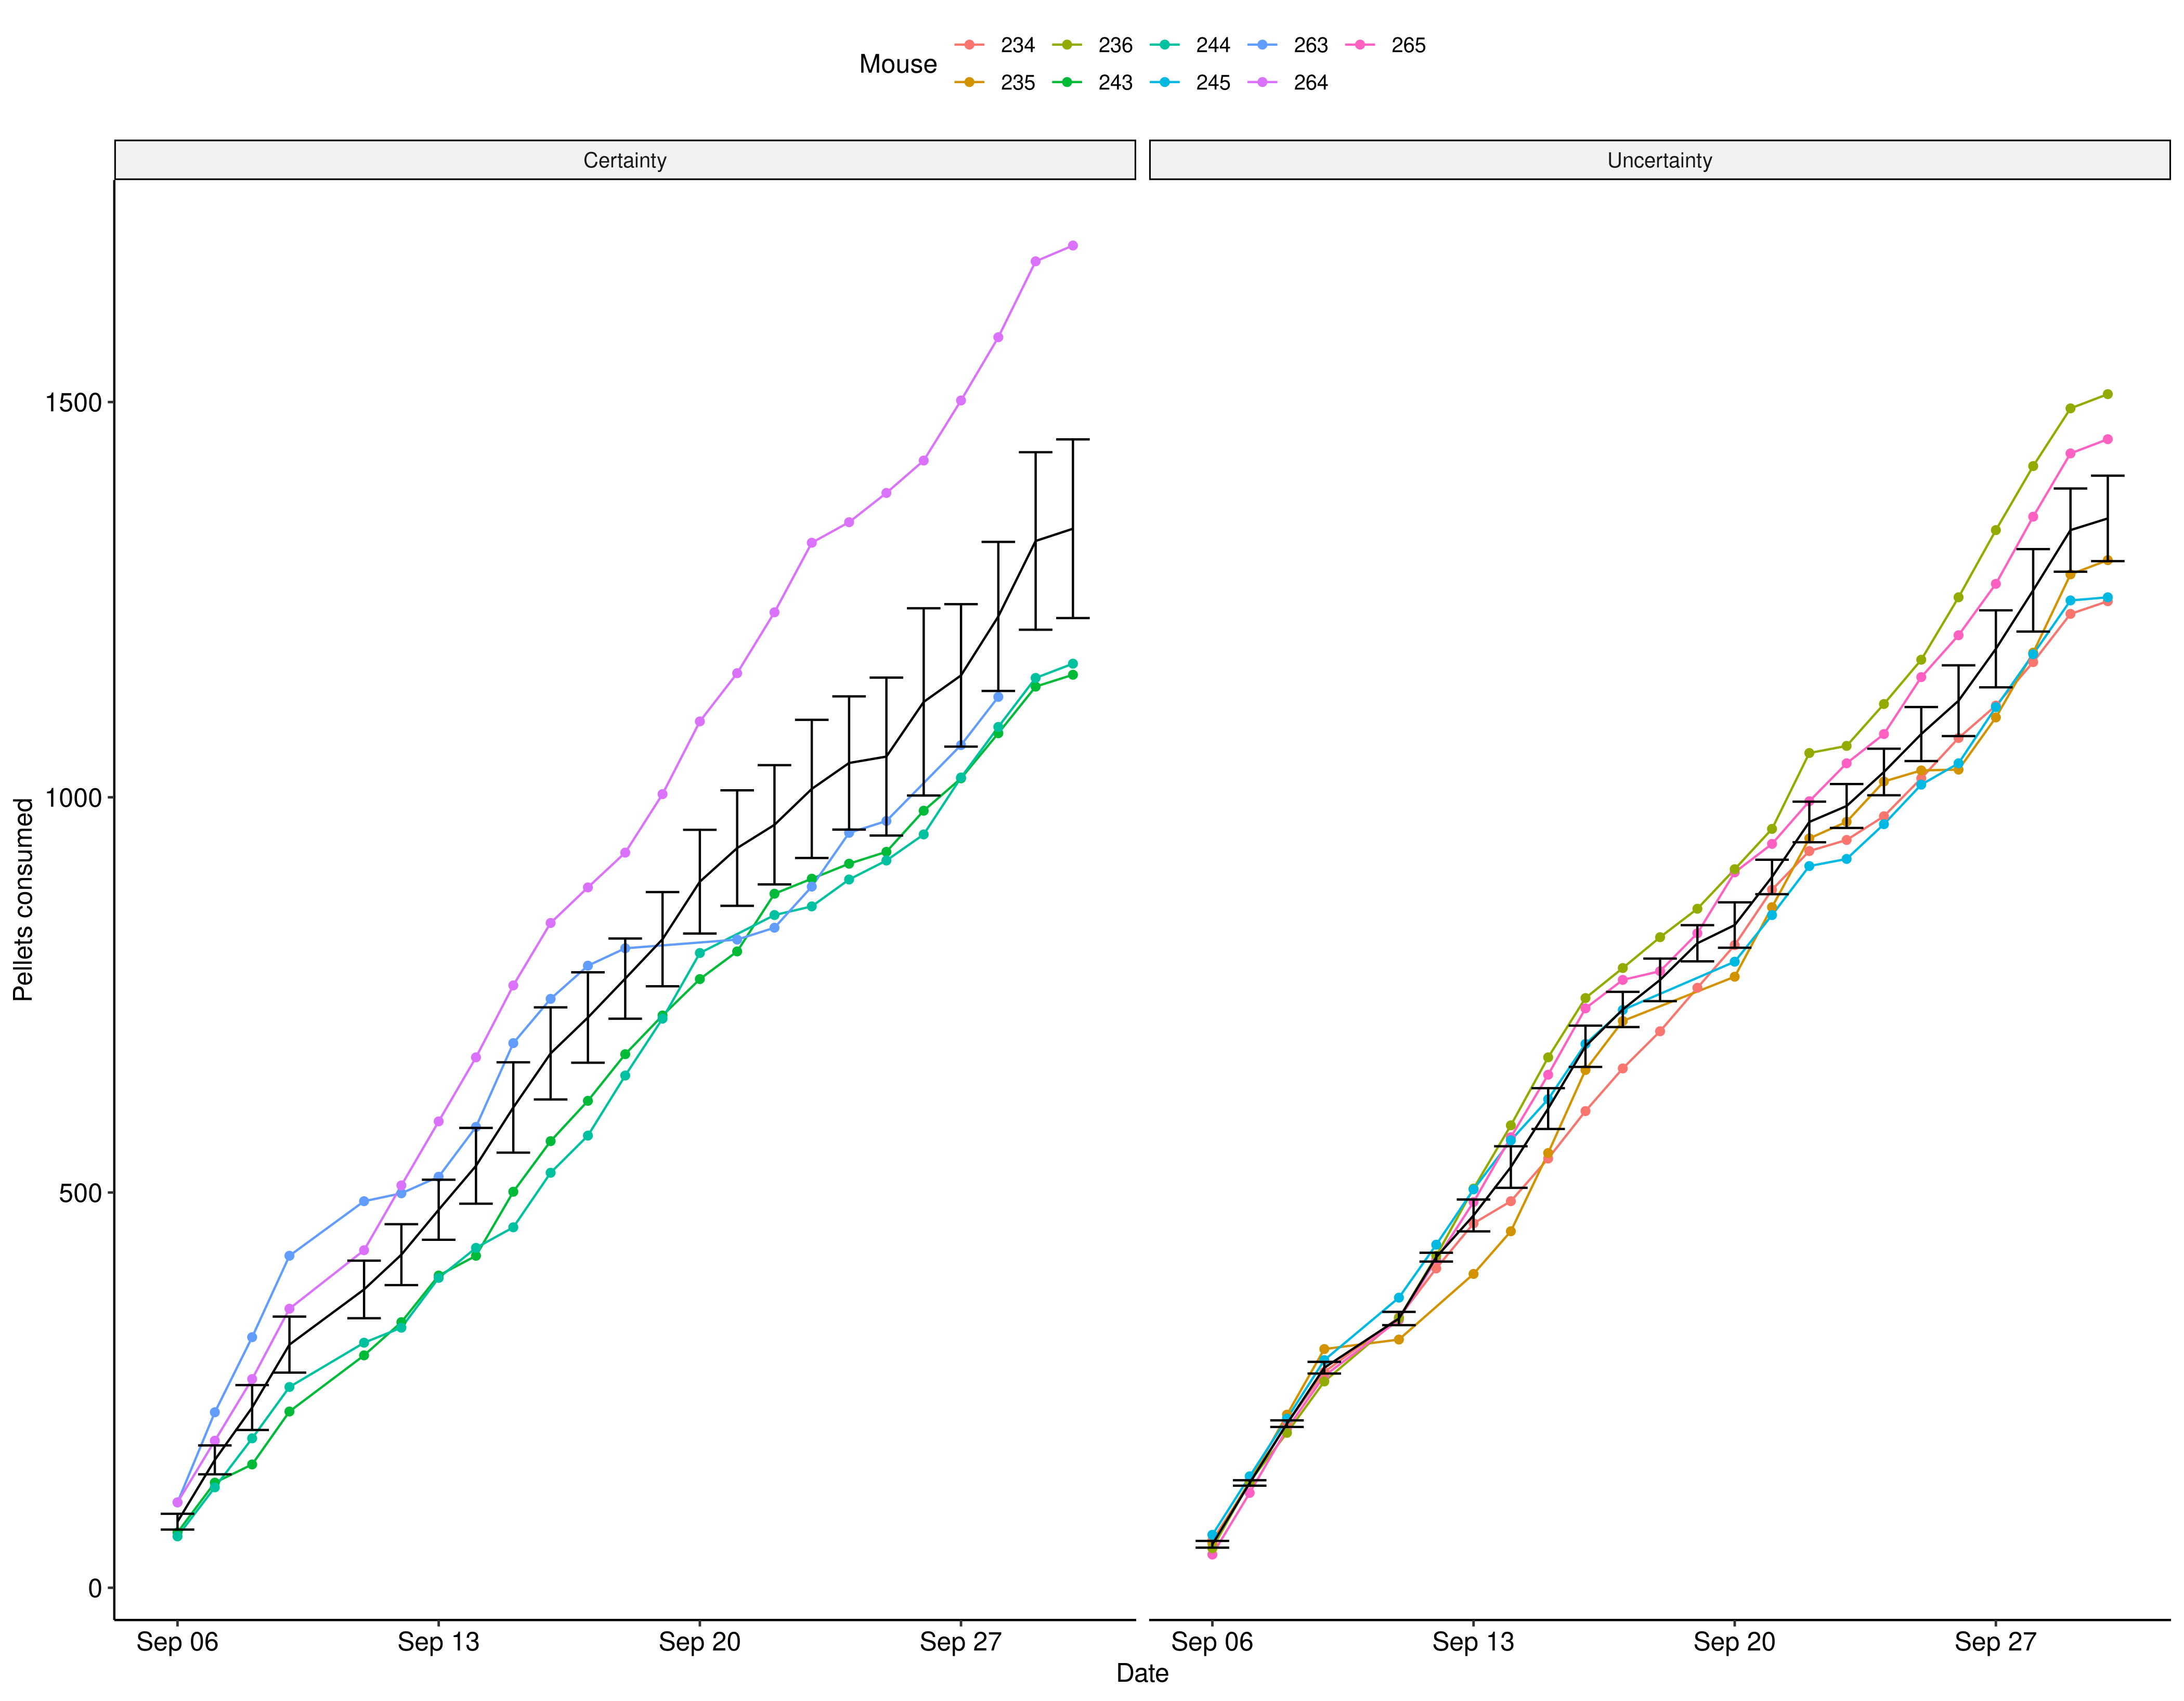 Mouse
234 236 244 263 265
235 243 245 264
Certainty Uncertainty
1500
1000
500
0
Pellets consumed
Sep 06 Sep 13 Sep 20 Sep 27 Sep 06 Sep 13 Sep 20 Sep 27
Date